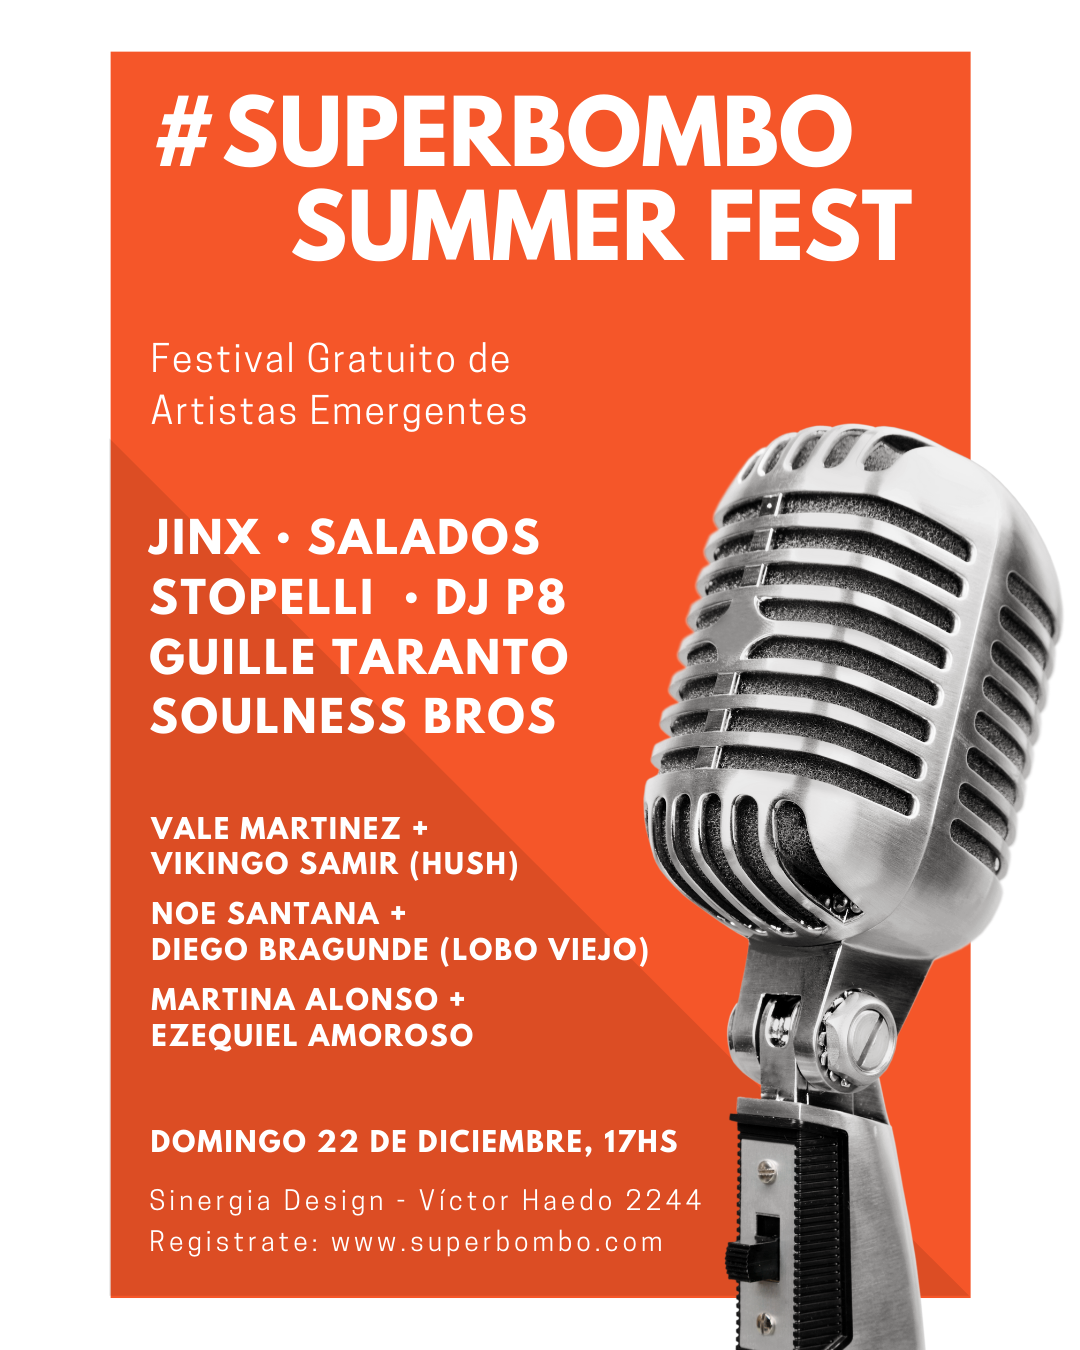 #SUPERBOMBO
SUMMER FEST
Festival Gratuito de
Artistas Emergentes
JINX • SALADOS
STOPELLI • DJ P8
GUILLE TARANTO
SOULNESS BROS
VALE MARTINEZ +
VIKINGO SAMIR (HUSH)
NOE SANTANA +
DIEGO BRAGUNDE (LOBO VIEJO)
MARTINA ALONSO +
EZEQUIEL AMOROSO
DOMINGO 22 DE DICIEMBRE, 17HS
Sinergia Design - Víctor Haedo 2244
Registrate: www.superbombo.com